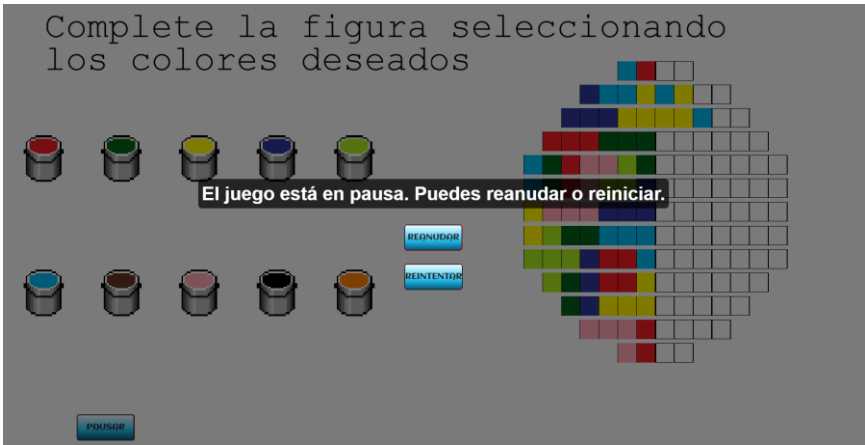 Complete la figura seleccionando
los colores deseados
El juego está en pausa. Puedes reanudar o reiniciar.
REANUDAR
REINTENTAR
PAUSAR